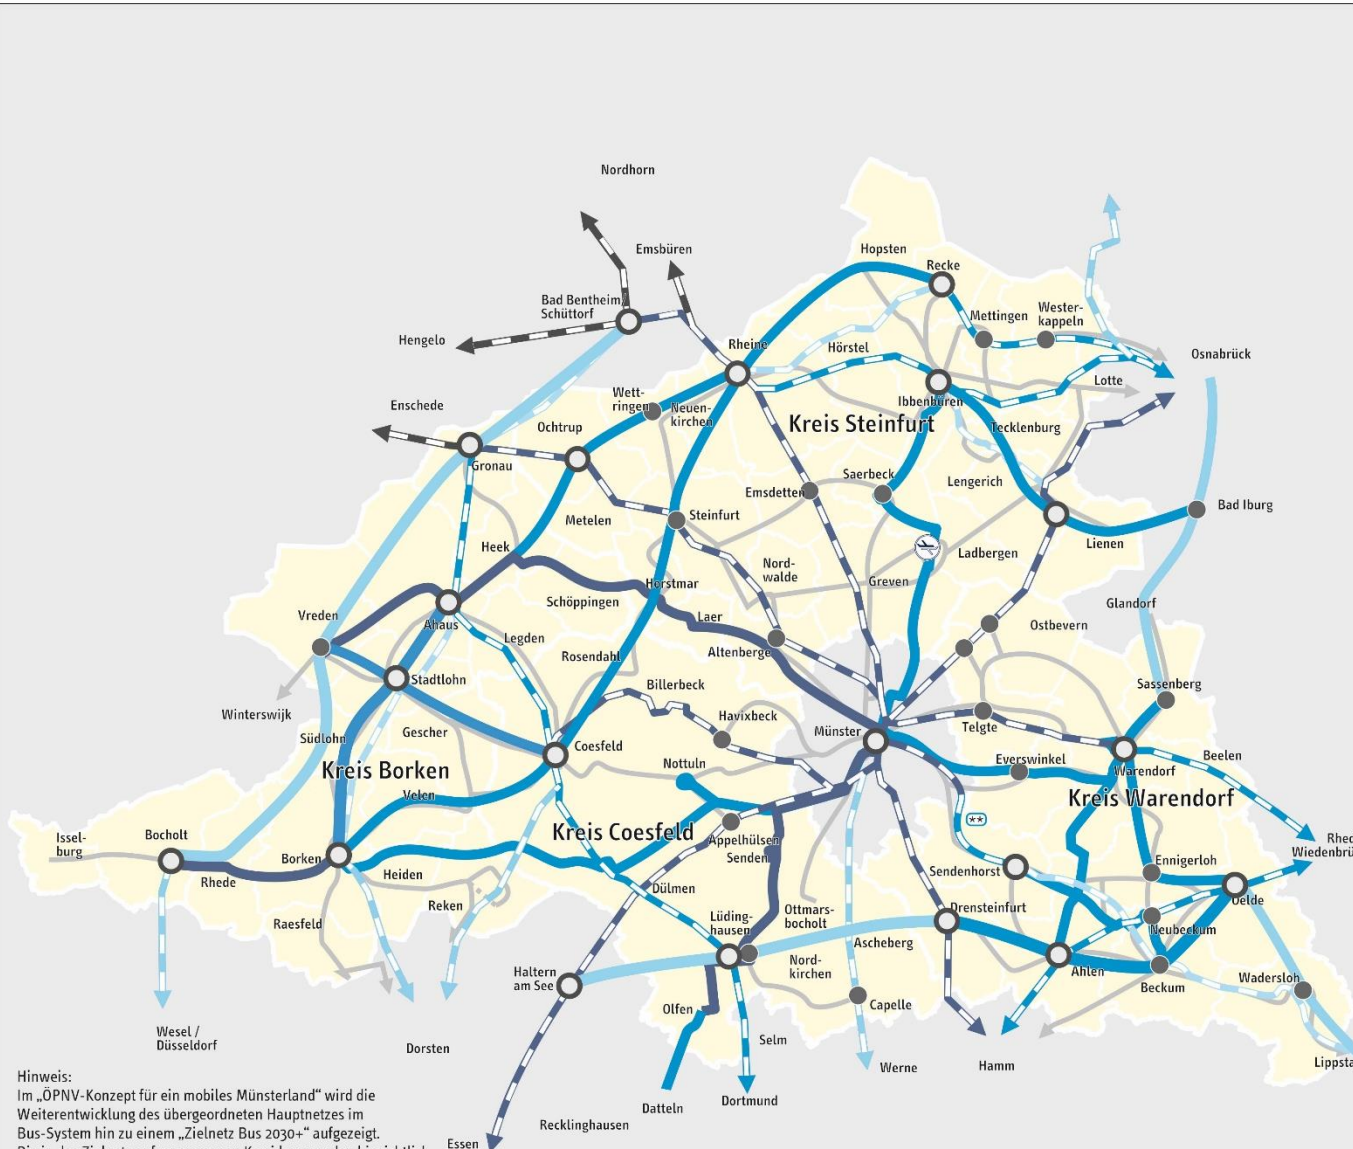 Nordhorn
Emsbüren
Hopsten
Recke
Bad Bentheim/
Schüttorf
Mettingen
Wester-
kappeln
Hengelo
Rheine
Hörstel
Osnabrück
Lotte
Enschede
Wett-
ringen
Neuen-
kirchen
Ibbenbüren
Kreis Steinfurt
Ochtrup
Tecklenburg
Gronau
Saerbeck
Lengerich
Emsdetten
Bad Iburg
Metelen
Steinfurt
Heek
Ladbergen
Lienen
Nord-
walde
Greven
Horstmar
Schöppingen
Glandorf
Vreden
Ahaus
Laer
Ostbevern
Legden
Altenberge
Rosendahl
Stadtlohn
Billerbeck
Sassenberg
Winterswijk
Havixbeck
Telgte
Münster
Südlohn
Gescher
Coesfeld
Everswinkel
Beelen
Nottuln
Kreis Borken
Warendorf
Velen
Kreis Warendorf
**
Kreis Coesfeld
Issel-
burg
Bocholt
Appelhülsen
Senden
Rhed
Wiedenbrü
Borken
Ennigerloh
Rhede
Heiden
Sendenhorst
Dülmen
Oelde
Reken
Ottmars-
bocholt
Drensteinfurt
Raesfeld
Lüding-
hausen
Neubeckum
Ascheberg
Nord-
kirchen
Haltern
am See
Ahlen
Beckum
Wadersloh
Olfen
Capelle
Wesel /
Düsseldorf
Dorsten
Selm
Werne
Hamm
Lippsta
Hinweis:
Im „ÖPNV-Konzept für ein mobiles Münsterland“ wird die
Weiterentwicklung des übergeordneten Hauptnetzes im
Bus-System hin zu einem „Zielnetz Bus 2030+“ aufgezeigt.
Datteln
Dortmund
Recklinghausen
Essen